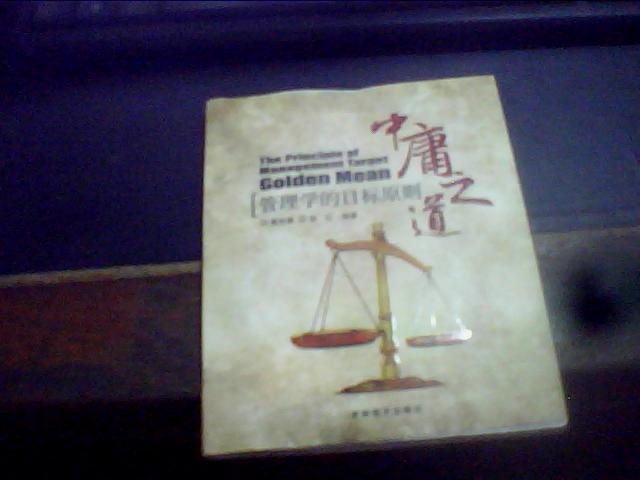 中庸之道
The Principle of
Management Target
Golden Mean
管理学的目标原则